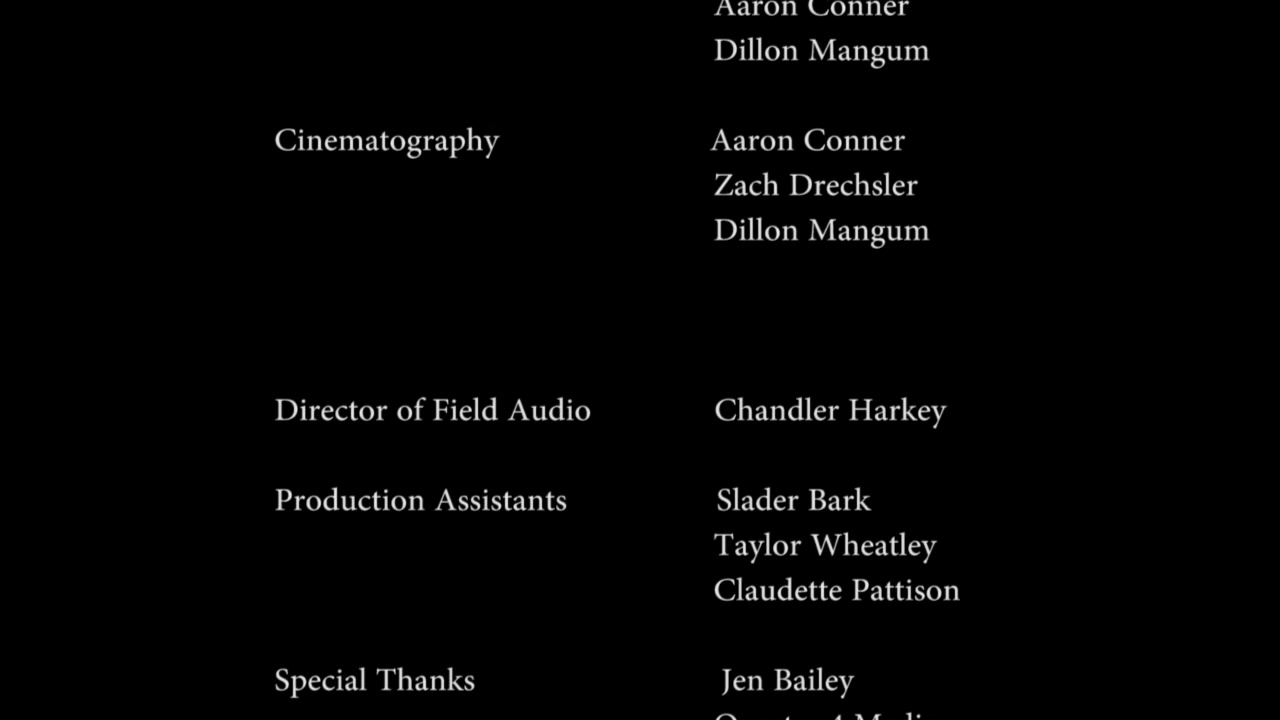 Aaron Conner
Dillon Mangum
Cinematography Aaron Conner
Zach Drechsler
Dillon Mangum
Director of Field Audio Chandler Harkey
Production Assistants Slader Bark
Taylor Wheatley
Claudette Pattison
Special Thanks Jen Bailey